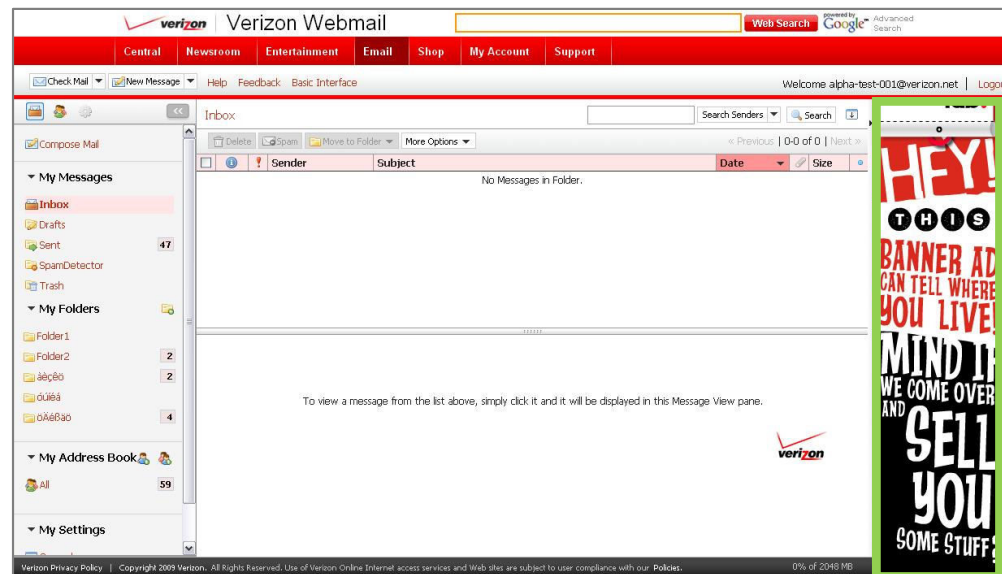 verizon Verizon Webmail Web Search powered by Google™ Advanced Search
Central Newsroom Entertainment Email Shop My Account Support
Check Mail New Message Help Feedback Basic Interface Welcome alpha-test-001@verizon.net | Logou
Inbox Search Senders Search
Compose Mail
Delete Spam Move to Folder More Options « Previous | 0-0 of 0 | Next »
Sender Subject Date Size
No Messages in Folder.
My Messages
Inbox
Drafts
Sent 47
SpamDetector
Trash
My Folders
Folder1
Folder2 2
àèçêö 2
óúíéá
öÄéßäö 4
To view a message from the list above, simply click it and it will be displayed in this Message View pane.
verizon
My Address Book
All 59
My Settings
HEY!
THIS
BANNER AD
CAN TELL WHERE
YOU LIVE!
MIND IF
WE COME OVER
AND
SELL
YOU
SOME STUFF?
Verizon Privacy Policy | Copyright 2009 Verizon. All Rights Reserved. Use of Verizon Online Internet access services and Web sites are subject to user compliance with our Policies. 0% of 2048 MB